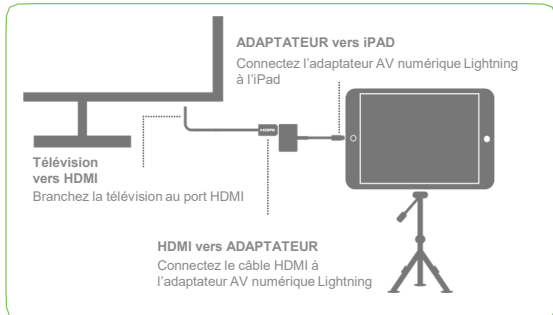 ADAPTATEUR vers iPAD
Connectez l'adaptateur AV numérique Lightning
à l'iPad
HDMI
Télévision
vers HDMI
Branchez la télévision au port HDMI
HDMI vers ADAPTATEUR
Connectez le câble HDMI à
l'adaptateur AV numérique Lightning